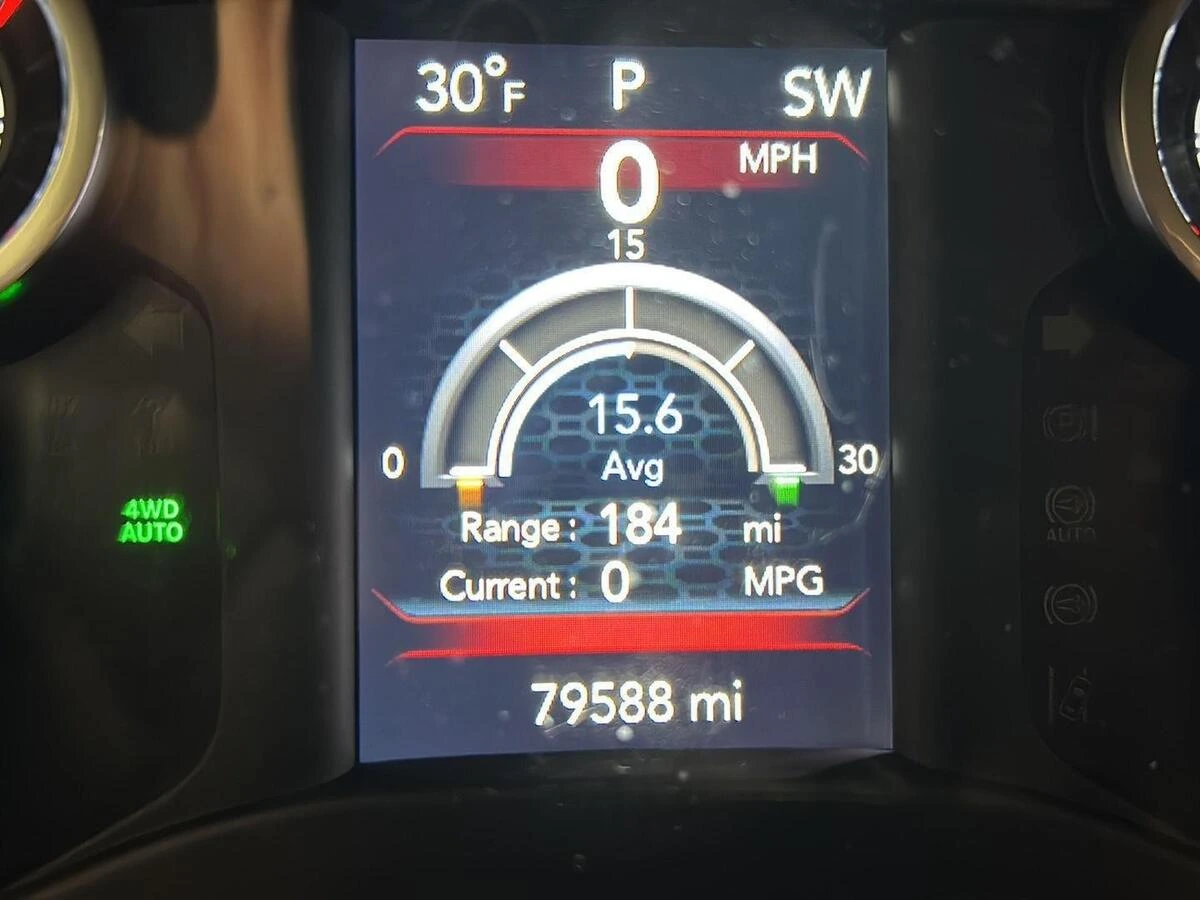 30°F P SW
0 MPH
15
15.6
0 Avg 30
Range: 184 mi
Current: 0 MPG
79588 mi
4WD
AUTO
P
AUTO